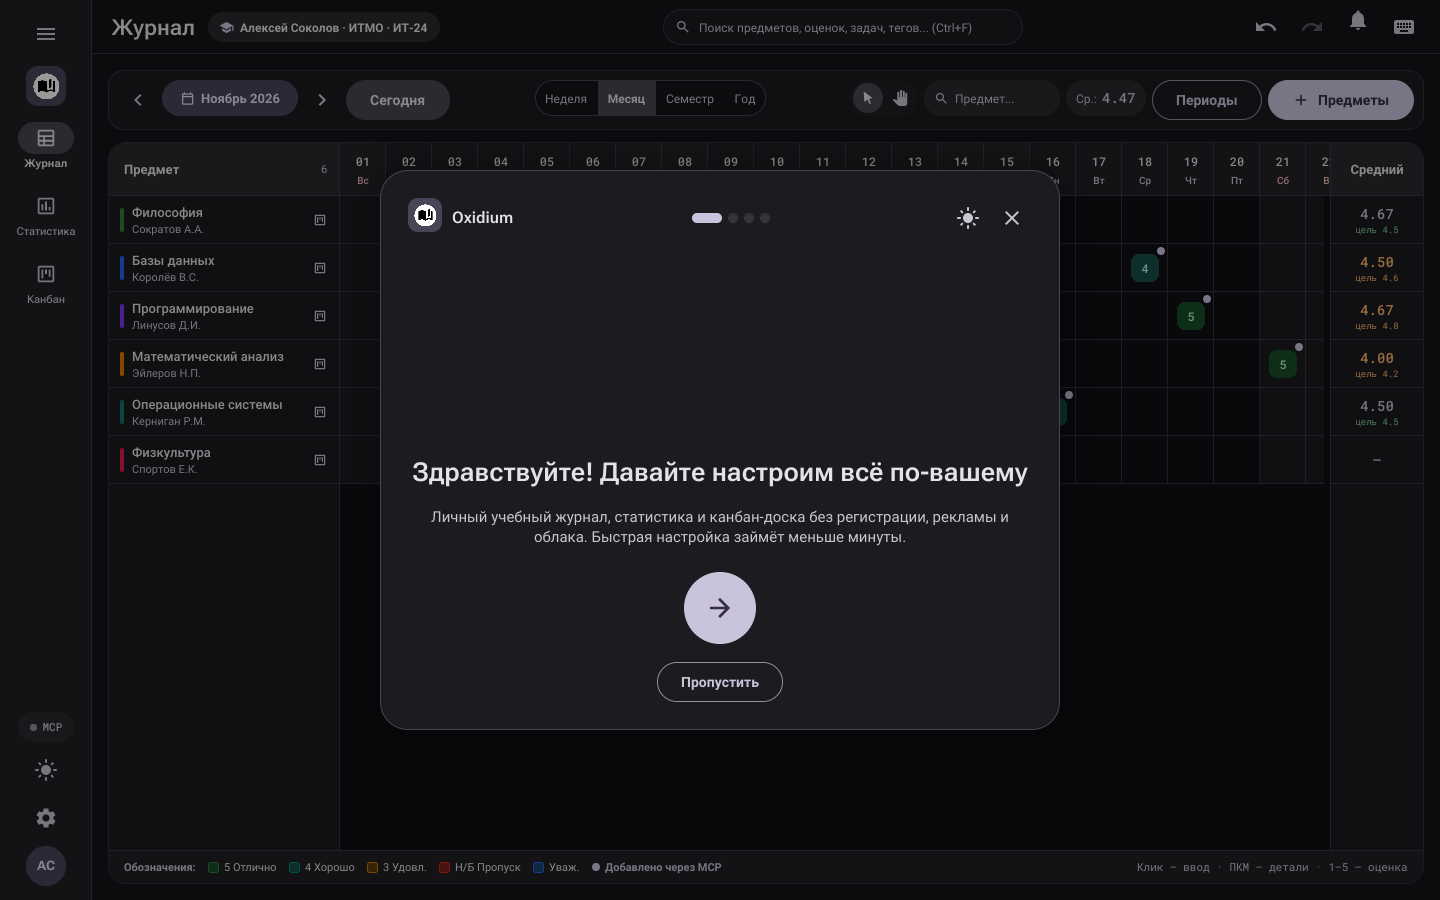 Журнал
Алексей Соколов · ИТМО · ИТ-24
Поиск предметов, оценок, задач, тегов... (Ctrl+F)
Ноябрь 2026
Сегодня
Неделя
Месяц
Семестр
Год
Предмет...
Ср.: 4.47
Периоды
Предметы
Журнал
Статистика
Канбан
MCP
АС
Предмет 6
01 02 03 04 05 06 07 08 09 10 11 12 13 14 15 16 17 18 19 20 21
Вс
Вт Ср Чт Пт Сб
Средний
Философия
Сократов А.А.
4.67
цель 4.5
Базы данных
Королёв В.С.
4
4.50
цель 4.6
Программирование
Линусов Д.И.
5
4.67
цель 4.8
Математический анализ
Эйлеров Н.П.
5
4.00
цель 4.2
Операционные системы
Керниган Р.М.
4.50
цель 4.5
Физкультура
Спортов Е.К.
—
Oxidium
Здравствуйте! Давайте настроим всё по-вашему
Личный учебный журнал, статистика и канбан-доска без регистрации, рекламы и
облака. Быстрая настройка займёт меньше минуты.
Пропустить
Обозначения: 5 Отлично 4 Хорошо 3 Удовл. Н/Б Пропуск Уваж. Добавлено через MCP
Клик — ввод · ПКМ — детали · 1–5 — оценка